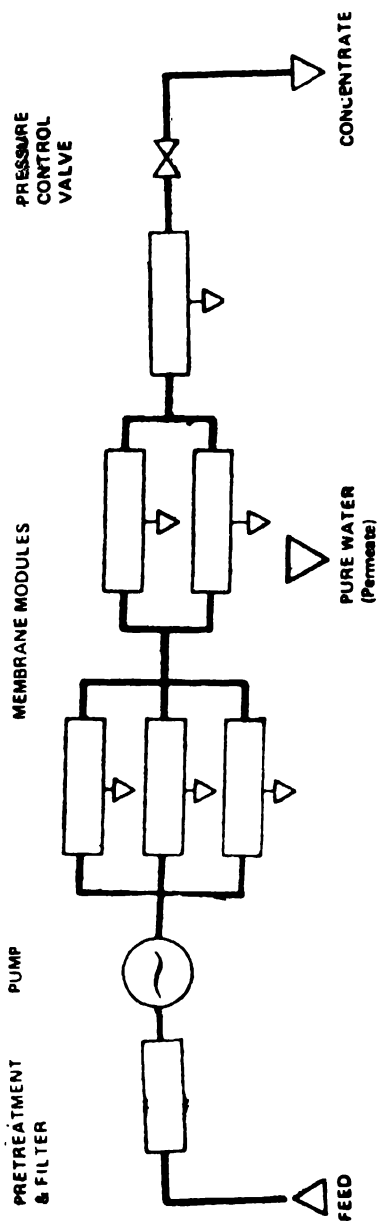 PRETREATMENT
& FILTER
PUMP
MEMBRANE MODULES
PRESSURE
CONTROL
VALVE
FEED
PURE WATER
(Permeate)
CONCENTRATE